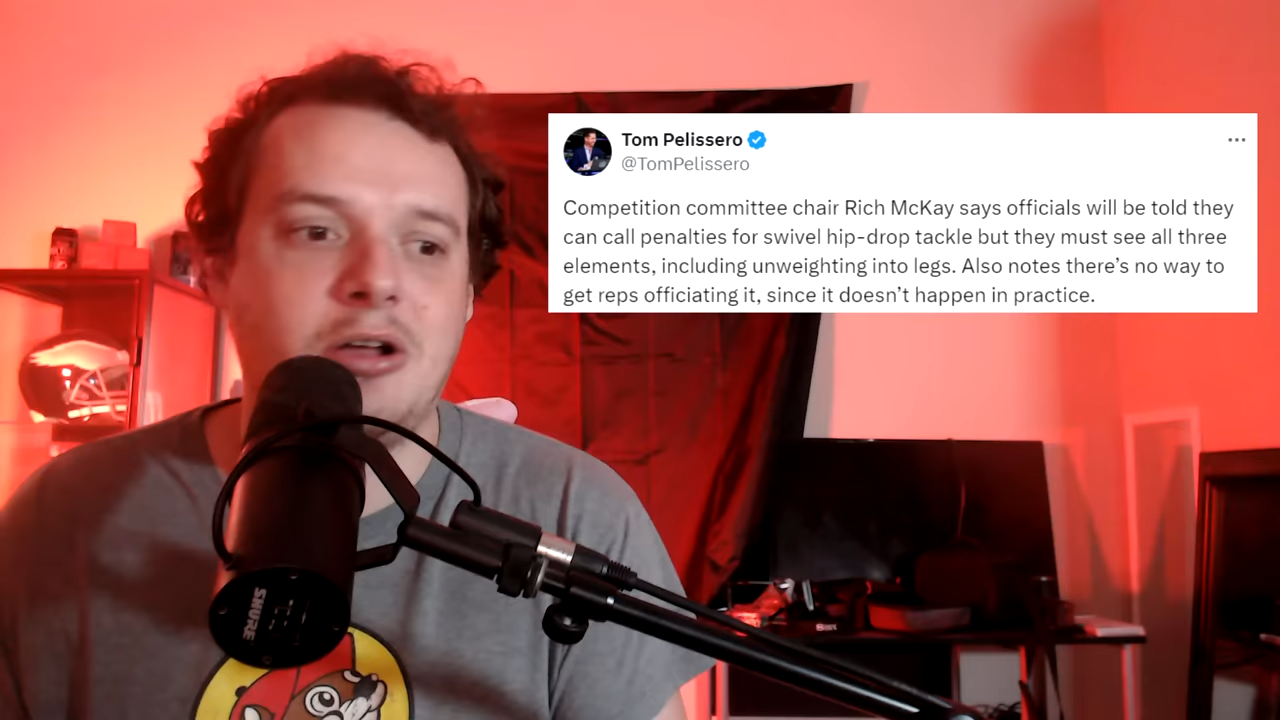 Tom Pelissero
@TomPelissero
Competition committee chair Rich McKay says officials will be told they
can call penalties for swivel hip-drop tackle but they must see all three
elements, including unweighting into legs. Also notes there's no way to
get reps officiating it, since it doesn't happen in practice.
SHURE